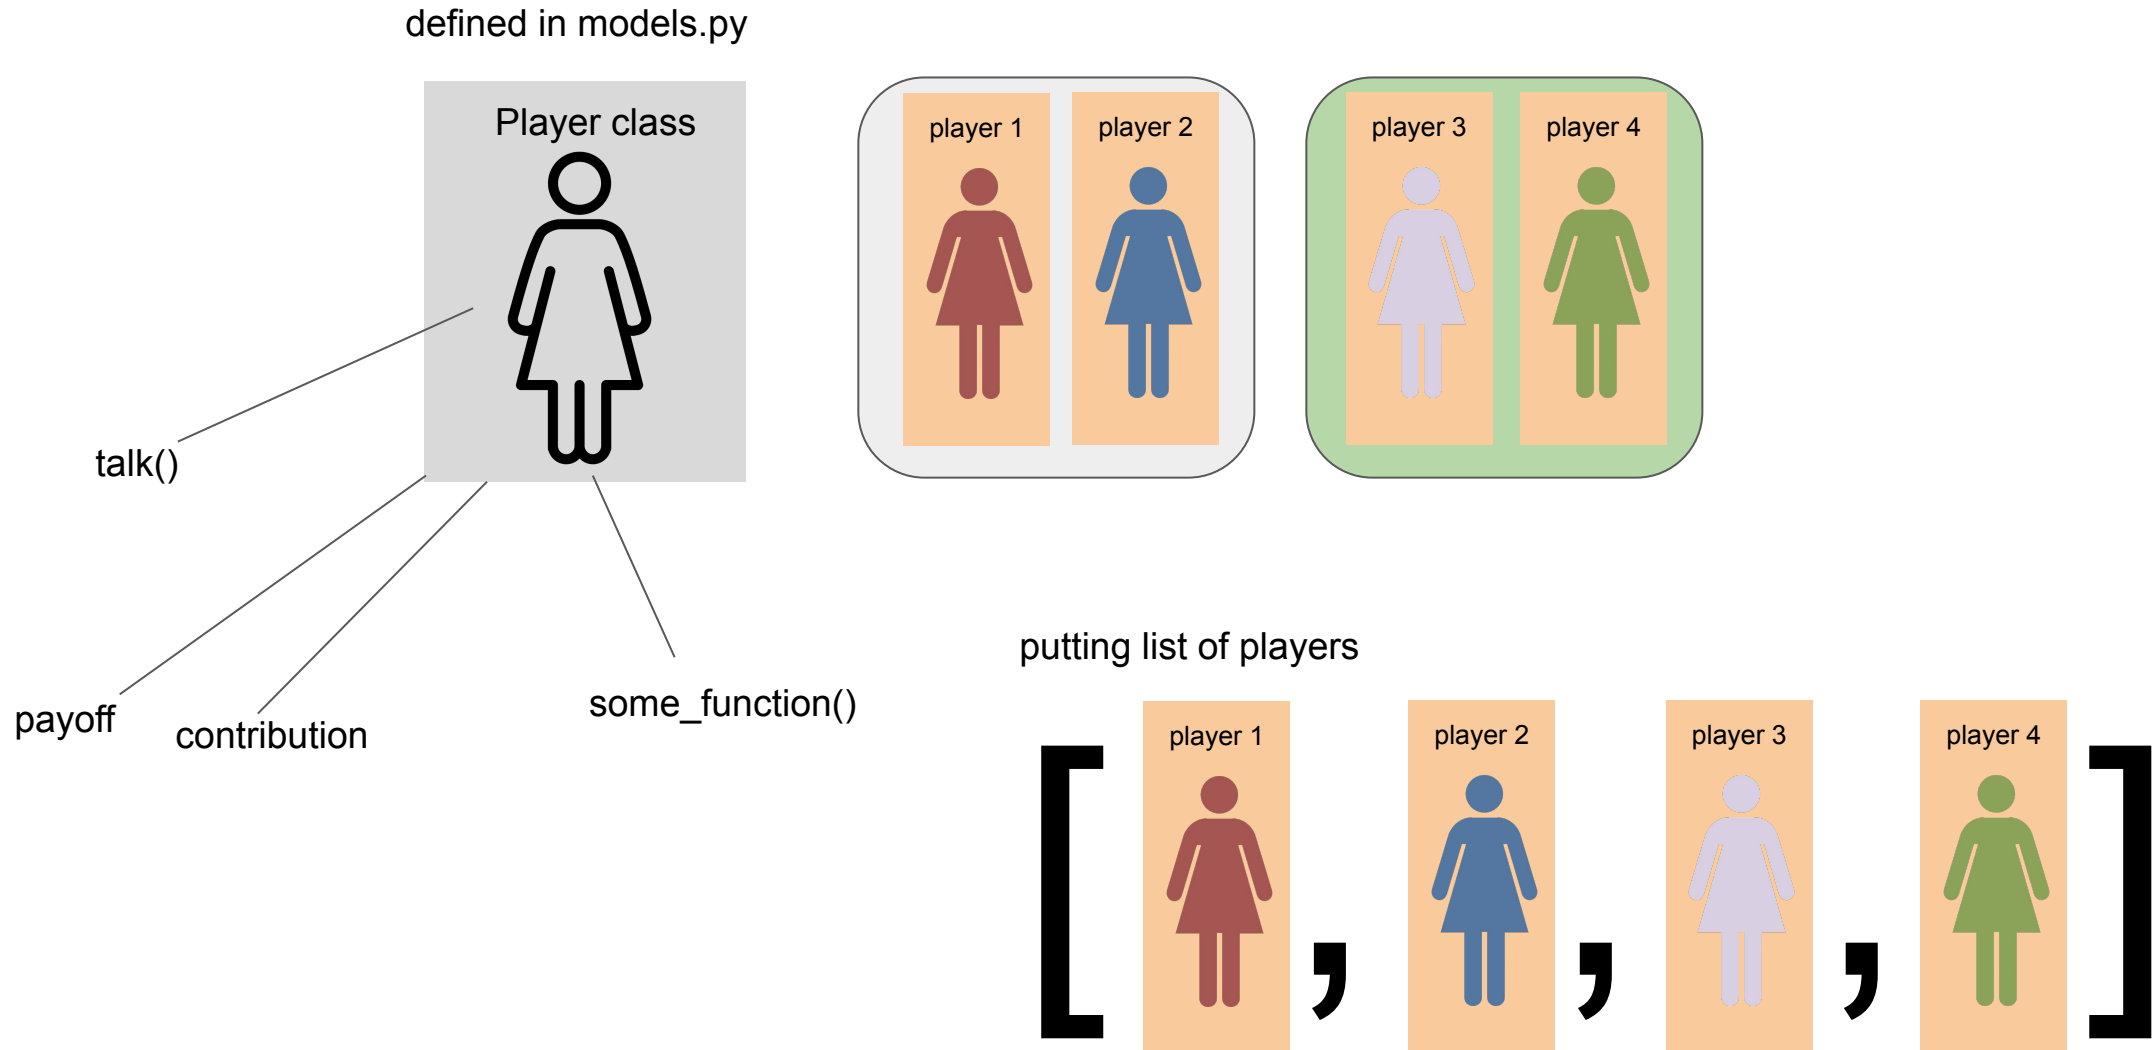 defined in models.py
Player class
player 1
player 2
player 3
player 4
talk()
payoff
contribution
some_function()
putting list of players
[
player 1
,
player 2
,
player 3
,
player 4
]